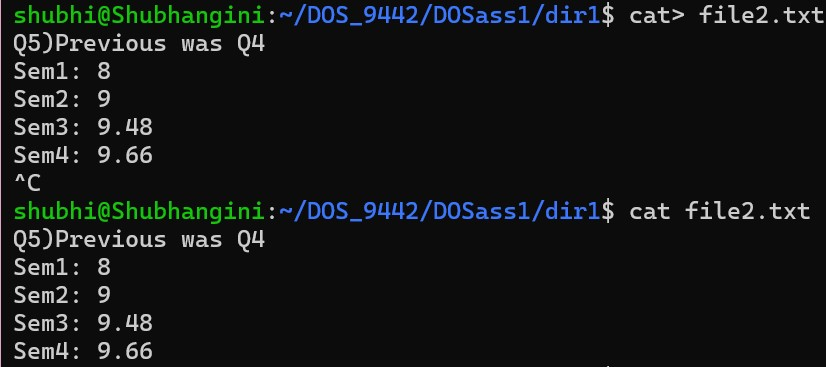 shubhi@Shubhangini:~/DOS_9442/DOSass1/dir1$ cat> file2.txt
Q5)Previous was Q4
Sem1: 8
Sem2: 9
Sem3: 9.48
Sem4: 9.66
^C
shubhi@Shubhangini:~/DOS_9442/DOSass1/dir1$ cat file2.txt
Q5)Previous was Q4
Sem1: 8
Sem2: 9
Sem3: 9.48
Sem4: 9.66